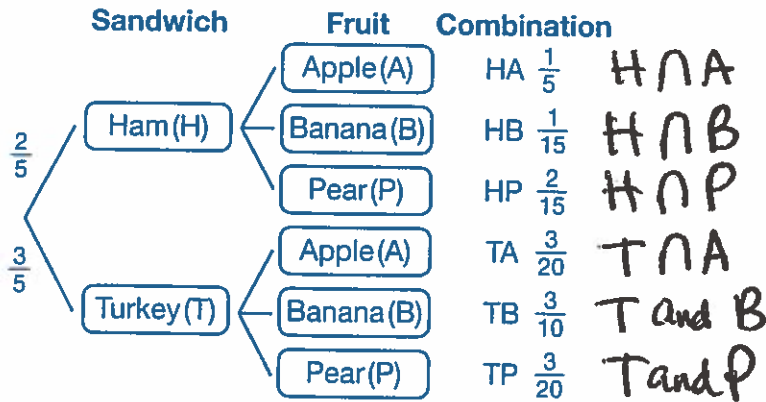 Sandwich Fruit Combination
Apple (A) HA 1/5 H∩A
2/5 Ham (H) Banana (B) HB 1/15 H∩B
Pear (P) HP 2/15 H∩P
Apple (A) TA 3/20 T∩A
3/5 Turkey (T) Banana (B) TB 3/10 T and B
Pear (P) TP 3/20 T and P